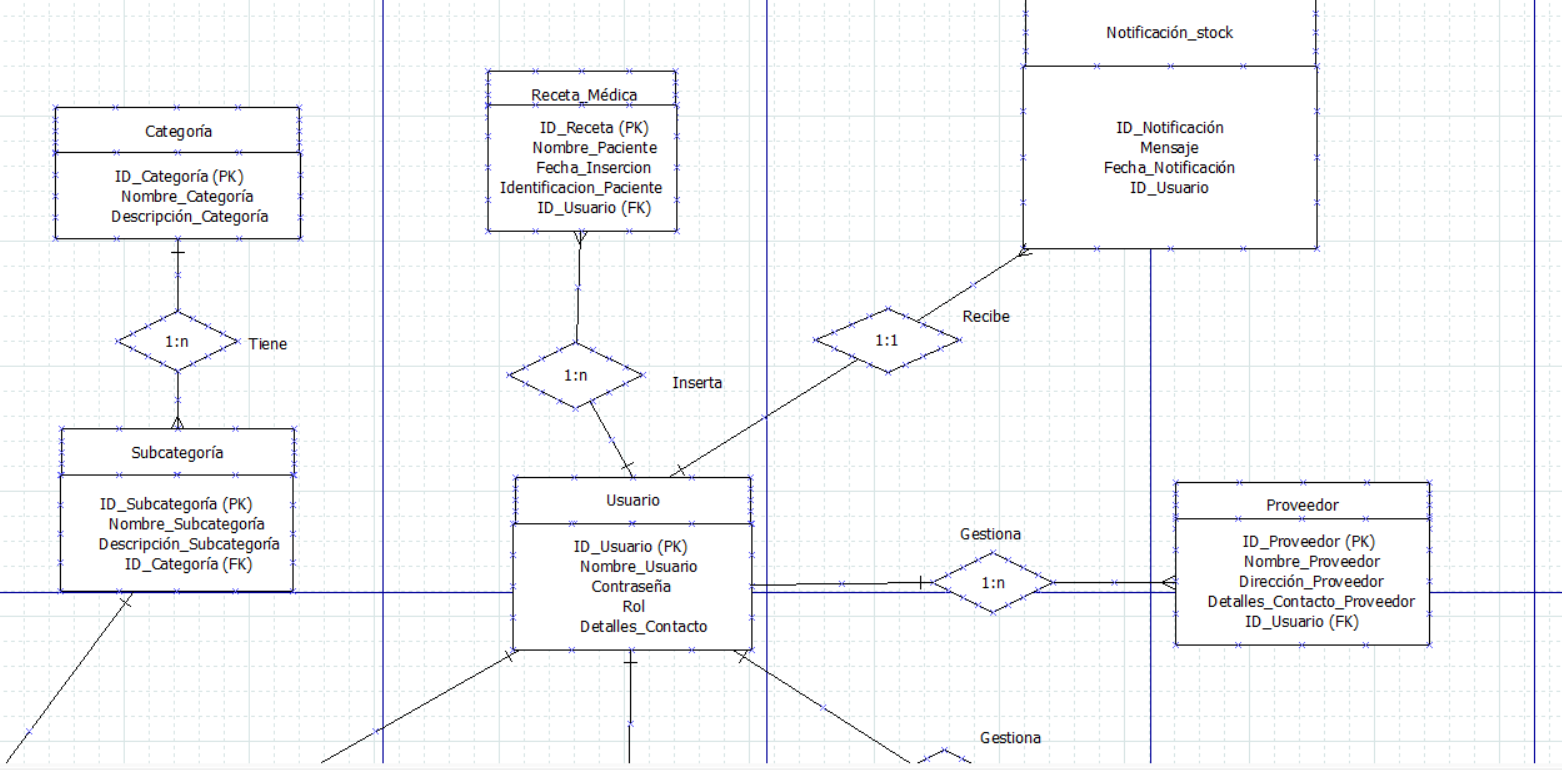 Notificación_stock
ID_Notificación
Mensaje
Fecha_Notificación
ID_Usuario
Receta_Médica
ID_Receta (PK)
Nombre_Paciente
Fecha_Insercion
Identificacion_Paciente
ID_Usuario (FK)
Categoría
ID_Categoría (PK)
Nombre_Categoría
Descripción_Categoría
1:n
Tiene
1:n
Inserta
1:1
Recibe
Subcategoría
ID_Subcategoría (PK)
Nombre_Subcategoría
Descripción_Subcategoría
ID_Categoría (FK)
Usuario
ID_Usuario (PK)
Nombre_Usuario
Contraseña
Rol
Detalles_Contacto
Gestiona
1:n
Proveedor
ID_Proveedor (PK)
Nombre_Proveedor
Dirección_Proveedor
Detalles_Contacto_Proveedor
ID_Usuario (FK)
Gestiona